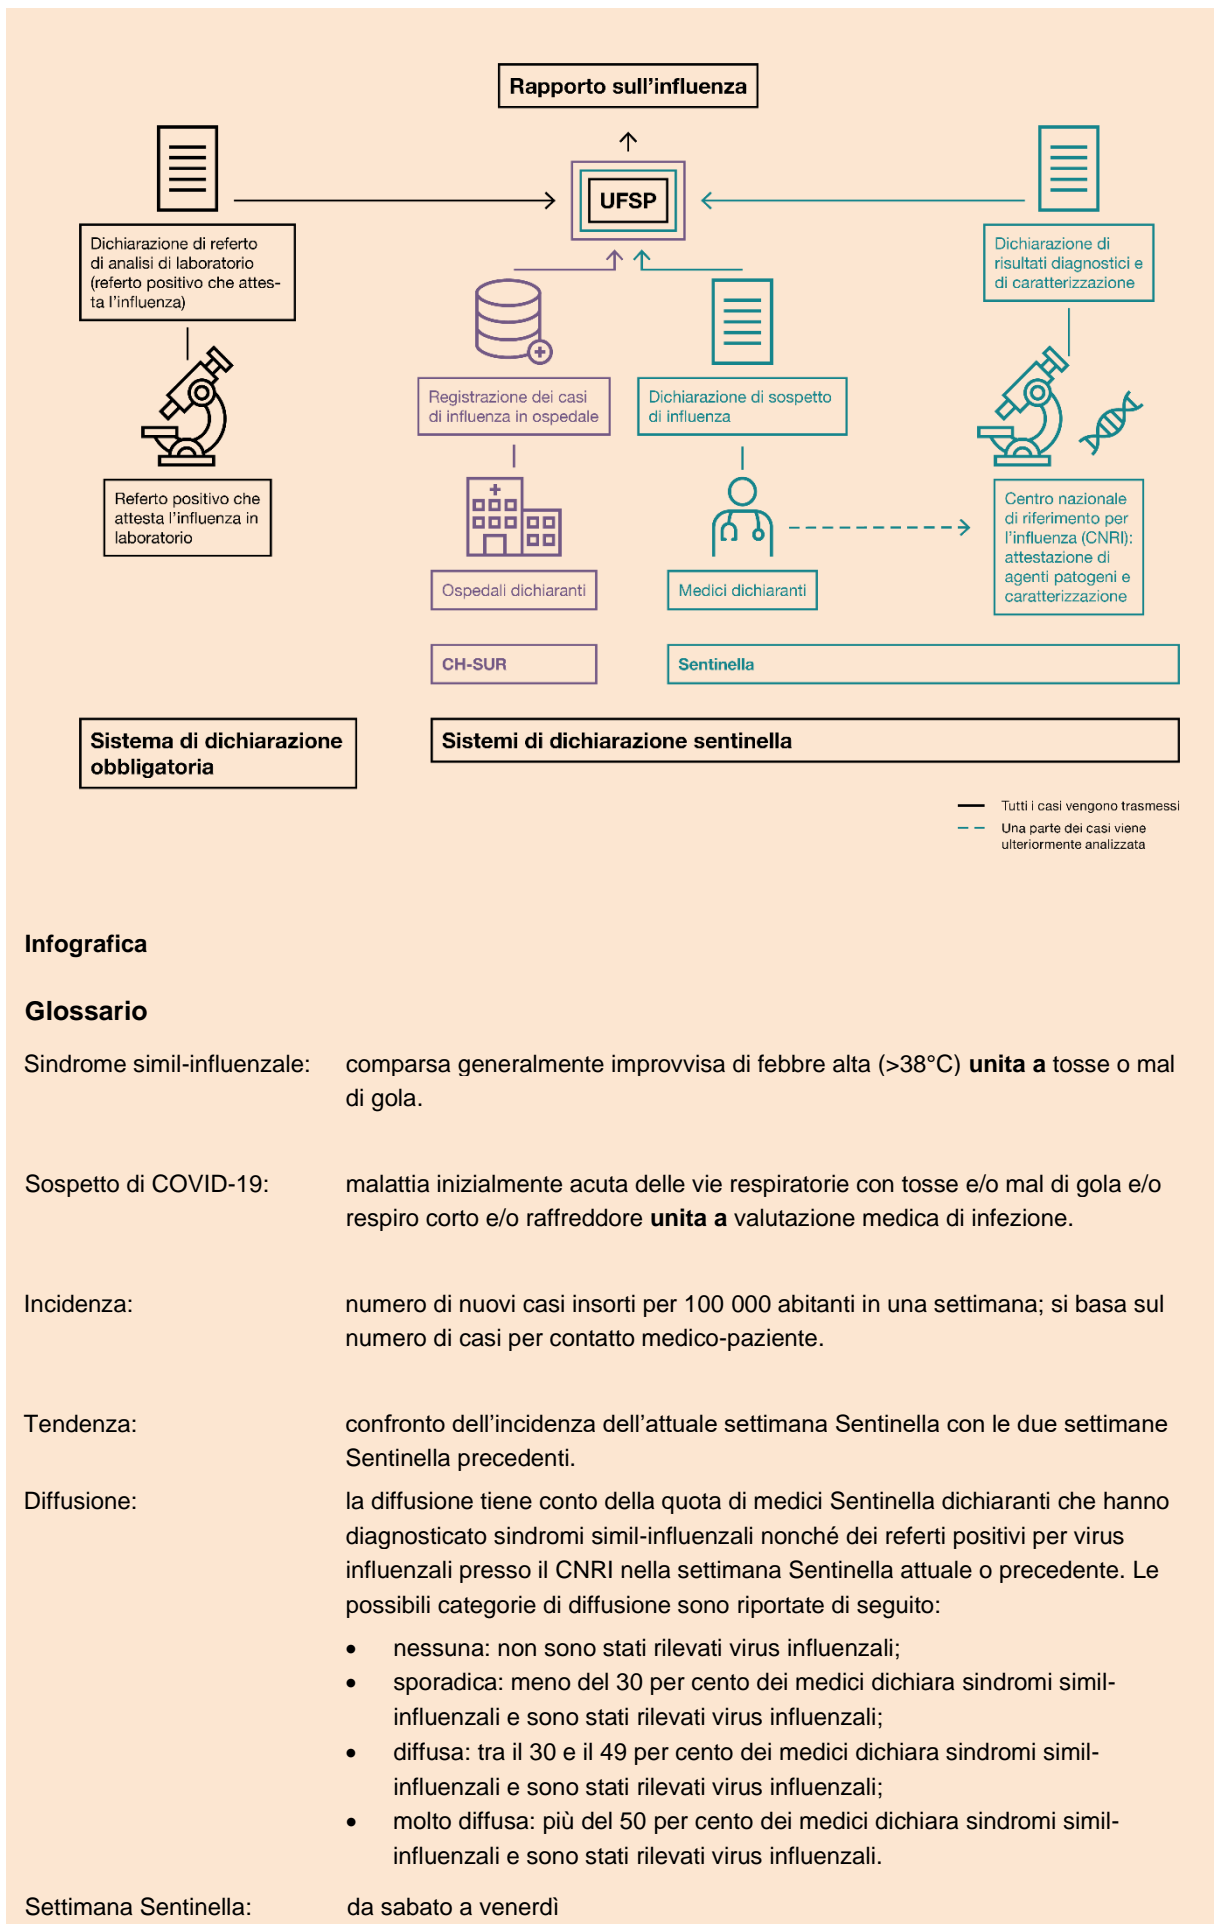 Rapporto sull'influenza
UFSP
Dichiarazione di referto
di analisi di laboratorio
(referto positivo che attes-
ta l'influenza)
Dichiarazione di
risultati diagnostici e
di caratterizzazione
Registrazione dei casi
di influenza in ospedale
Dichiarazione di sospetto
di influenza
Referto positivo che
attesta l'influenza in
laboratorio
Centro nazionale
di riferimento per
l'influenza (CNRI):
attestazione di
agenti patogeni e
caratterizzazione
Ospedali dichiaranti
Medici dichiaranti
CH-SUR
Sentinella
Sistema di dichiarazione
obbligatoria
Sistemi di dichiarazione sentinella
Tutti i casi vengono trasmessi
Una parte dei casi viene
ulteriormente analizzata
Infografica
Glossario
Sindrome simil-influenzale: comparsa generalmente improvvisa di febbre alta (>38°C) unita a tosse o mal
di gola.
Sospetto di COVID-19: malattia inizialmente acuta delle vie respiratorie con tosse e/o mal di gola e/o
respiro corto e/o raffreddore unita a valutazione medica di infezione.
Incidenza: numero di nuovi casi insorti per 100 000 abitanti in una settimana; si basa sul
numero di casi per contatto medico-paziente.
Tendenza: confronto dell'incidenza dell'attuale settimana Sentinella con le due settimane
Sentinella precedenti.
Diffusione: la diffusione tiene conto della quota di medici Sentinella dichiaranti che hanno
diagnosticato sindromi simil-influenzali nonché dei referti positivi per virus
influenzali presso il CNRI nella settimana Sentinella attuale o precedente. Le
possibili categorie di diffusione sono riportate di seguito:
• nessuna: non sono stati rilevati virus influenzali;
• sporadica: meno del 30 per cento dei medici dichiara sindromi simil-
influenzali e sono stati rilevati virus influenzali;
• diffusa: tra il 30 e il 49 per cento dei medici dichiara sindromi simil-
influenzali e sono stati rilevati virus influenzali;
• molto diffusa: più del 50 per cento dei medici dichiara sindromi simil-
influenzali e sono stati rilevati virus influenzali.
Settimana Sentinella: da sabato a venerdì